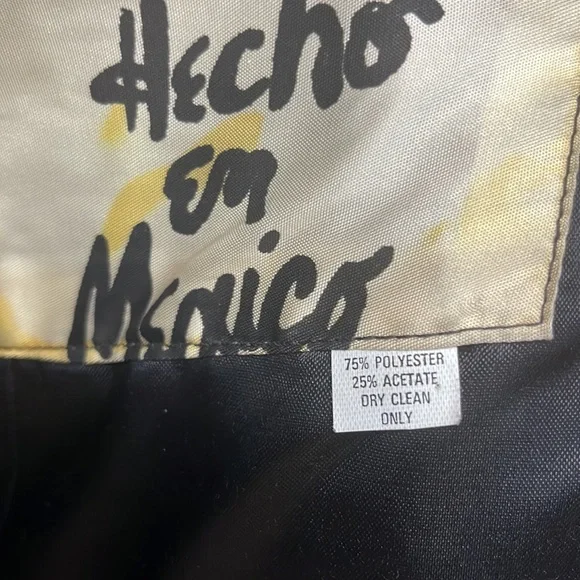 Hecho
En
Mexico
75% POLYESTER
25% ACETATE
DRY CLEAN
ONLY